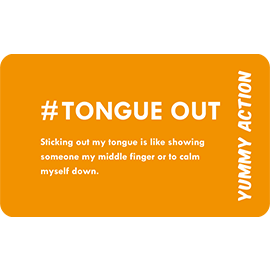 #TONGUE OUT
Sticking out my tongue is like showing
someone my middle finger or to calm
myself down.
YUMMY ACTION